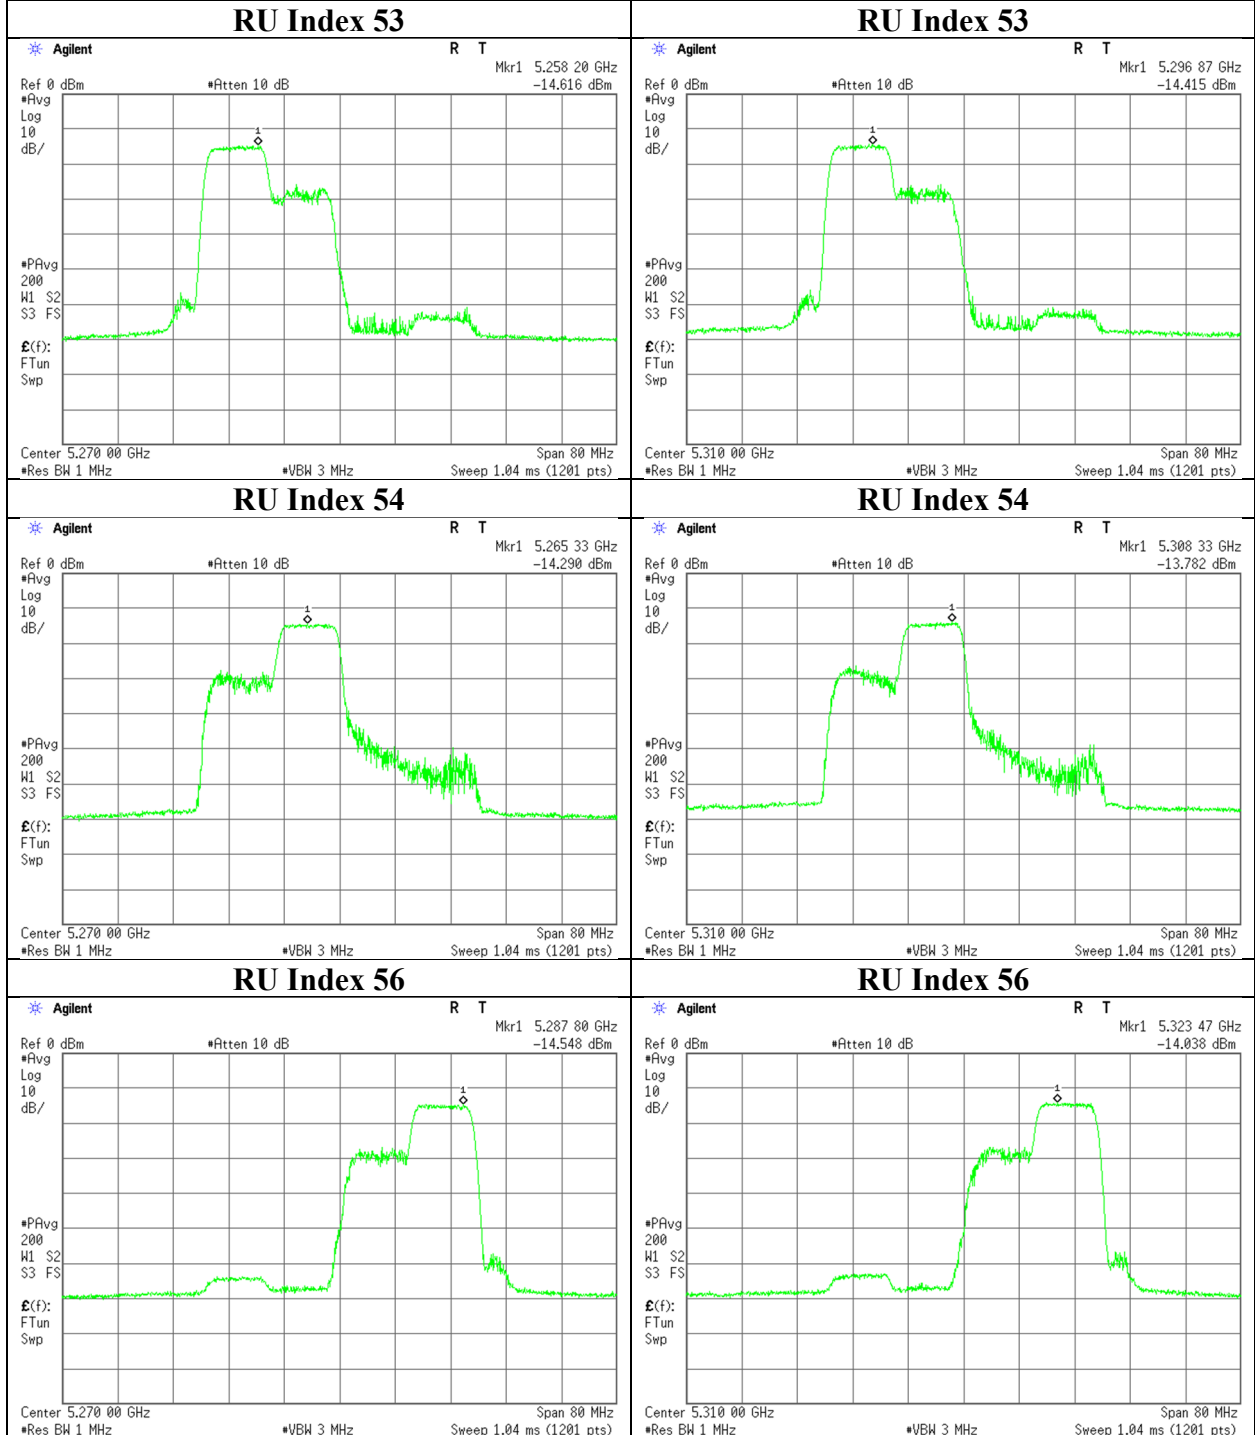 RU Index 53
Agilent
R T
Mkr1 5.258 20 GHz
Ref 0 dBm #Atten 10 dB -14.616 dBm
#Avg
Log
10
dB/
1
#PAvg
200
W1 S2
S3 FS
£(f):
FTun
Swp
Center 5.270 00 GHz Span 80 MHz
#Res BW 1 MHz #VBW 3 MHz Sweep 1.04 ms (1201 pts)
RU Index 53
Agilent
R T
Mkr1 5.296 87 GHz
Ref 0 dBm #Atten 10 dB -14.415 dBm
#Avg
Log
10
dB/
1
#PAvg
200
W1 S2
S3 FS
£(f):
FTun
Swp
Center 5.310 00 GHz Span 80 MHz
#Res BW 1 MHz #VBW 3 MHz Sweep 1.04 ms (1201 pts)
RU Index 54
Agilent
R T
Mkr1 5.265 33 GHz
Ref 0 dBm #Atten 10 dB -14.290 dBm
#Avg
Log
10
dB/
1
#PAvg
200
W1 S2
S3 FS
£(f):
FTun
Swp
Center 5.270 00 GHz Span 80 MHz
#Res BW 1 MHz #VBW 3 MHz Sweep 1.04 ms (1201 pts)
RU Index 54
Agilent
R T
Mkr1 5.308 33 GHz
Ref 0 dBm #Atten 10 dB -13.782 dBm
#Avg
Log
10
dB/
1
#PAvg
200
W1 S2
S3 FS
£(f):
FTun
Swp
Center 5.310 00 GHz Span 80 MHz
#Res BW 1 MHz #VBW 3 MHz Sweep 1.04 ms (1201 pts)
RU Index 56
Agilent
R T
Mkr1 5.287 80 GHz
Ref 0 dBm #Atten 10 dB -14.548 dBm
#Avg
Log
10
dB/
1
#PAvg
200
W1 S2
S3 FS
£(f):
FTun
Swp
Center 5.270 00 GHz Span 80 MHz
#Res BW 1 MHz #VBW 3 MHz Sweep 1.04 ms (1201 pts)
RU Index 56
Agilent
R T
Mkr1 5.323 47 GHz
Ref 0 dBm #Atten 10 dB -14.038 dBm
#Avg
Log
10
dB/
1
#PAvg
200
W1 S2
S3 FS
£(f):
FTun
Swp
Center 5.310 00 GHz Span 80 MHz
#Res BW 1 MHz #VBW 3 MHz Sweep 1.04 ms (1201 pts)